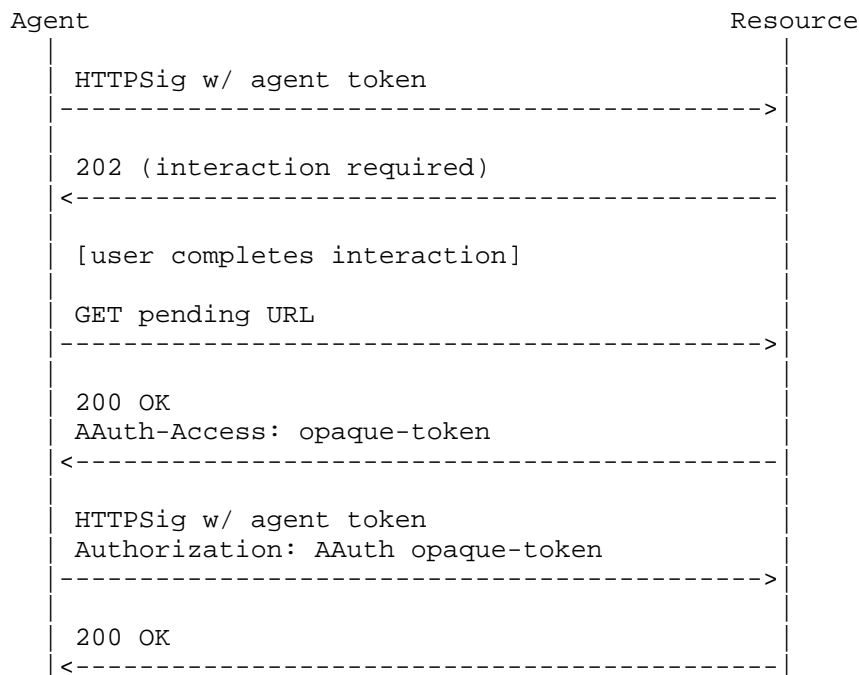 Agent Resource
HTTPSig w/ agent token
202 (interaction required)
[user completes interaction]
GET pending URL
200 OK
AAuth-Access: opaque-token
HTTPSig w/ agent token
Authorization: AAuth opaque-token
200 OK